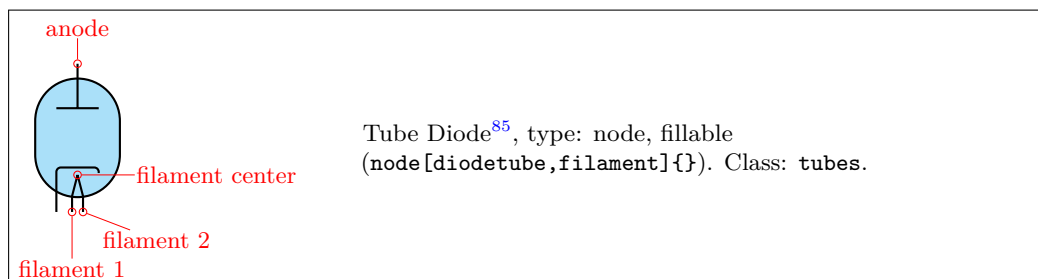 anode
Tube Diode85, type: node, fillable
(node[diodetube,filament]{}). Class: tubes.
filament center
filament 2
filament 1